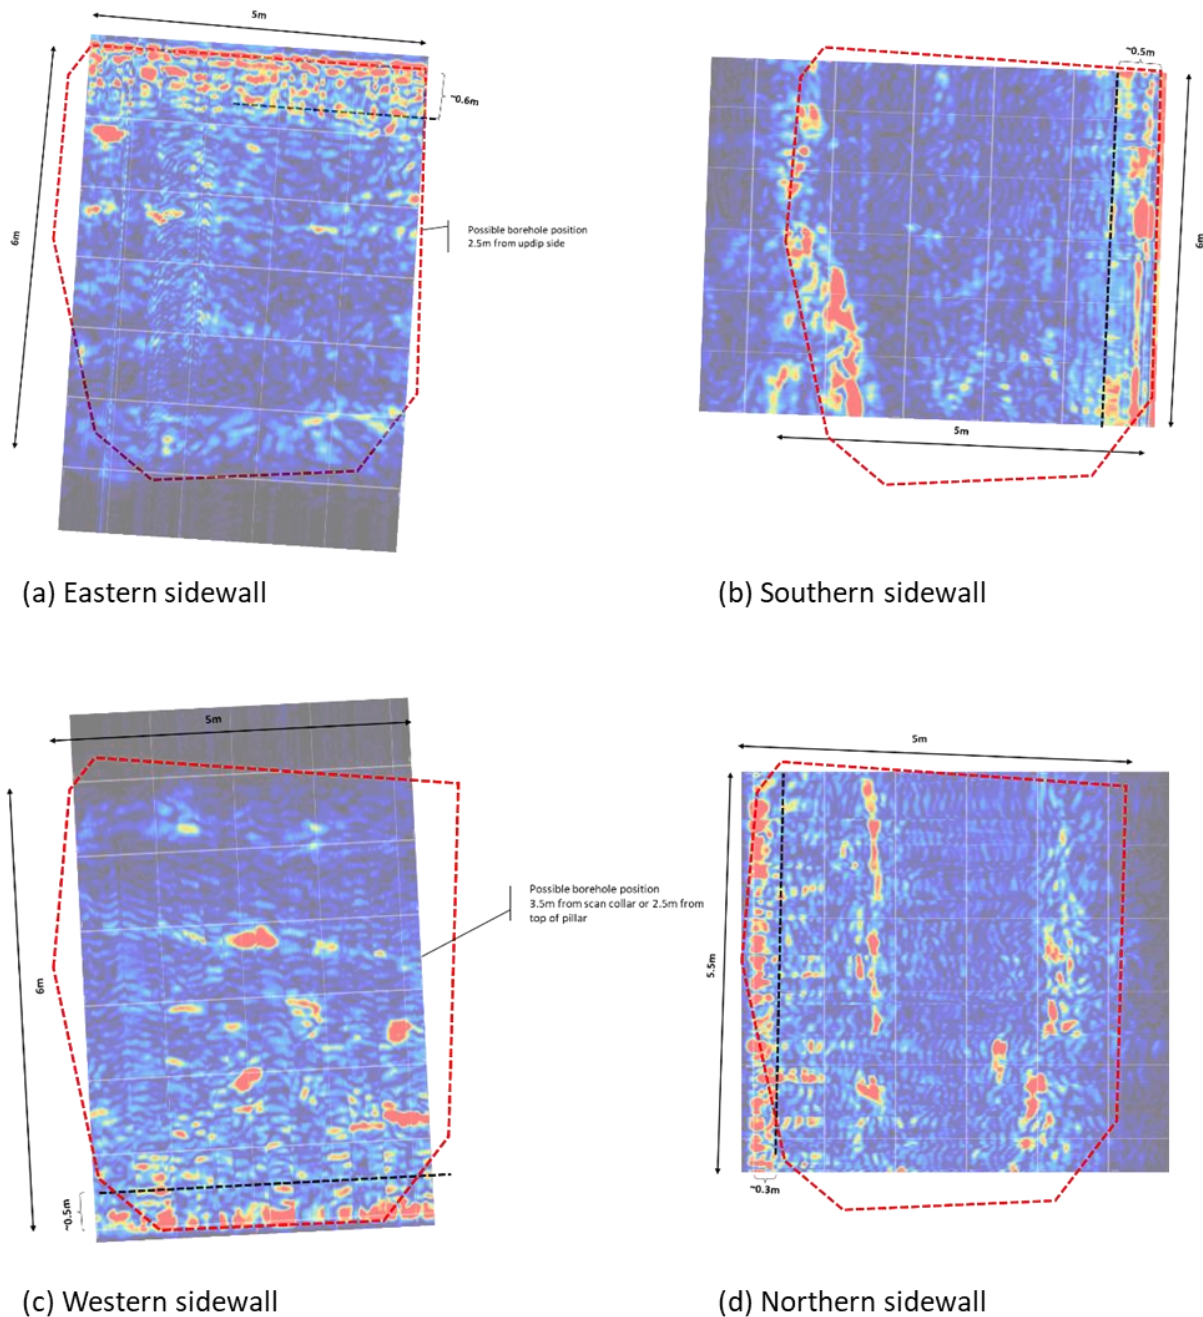 5m
~0.6m
6m
Possible borehole position
2.5m from updip side
(a) Eastern sidewall
~0.5m
6m
5m
(b) Southern sidewall
5m
6m
~0.5m
Possible borehole position
3.5m from scan collar or 2.5m from
top of pillar
(c) Western sidewall
5m
5.5m
~0.3m
(d) Northern sidewall